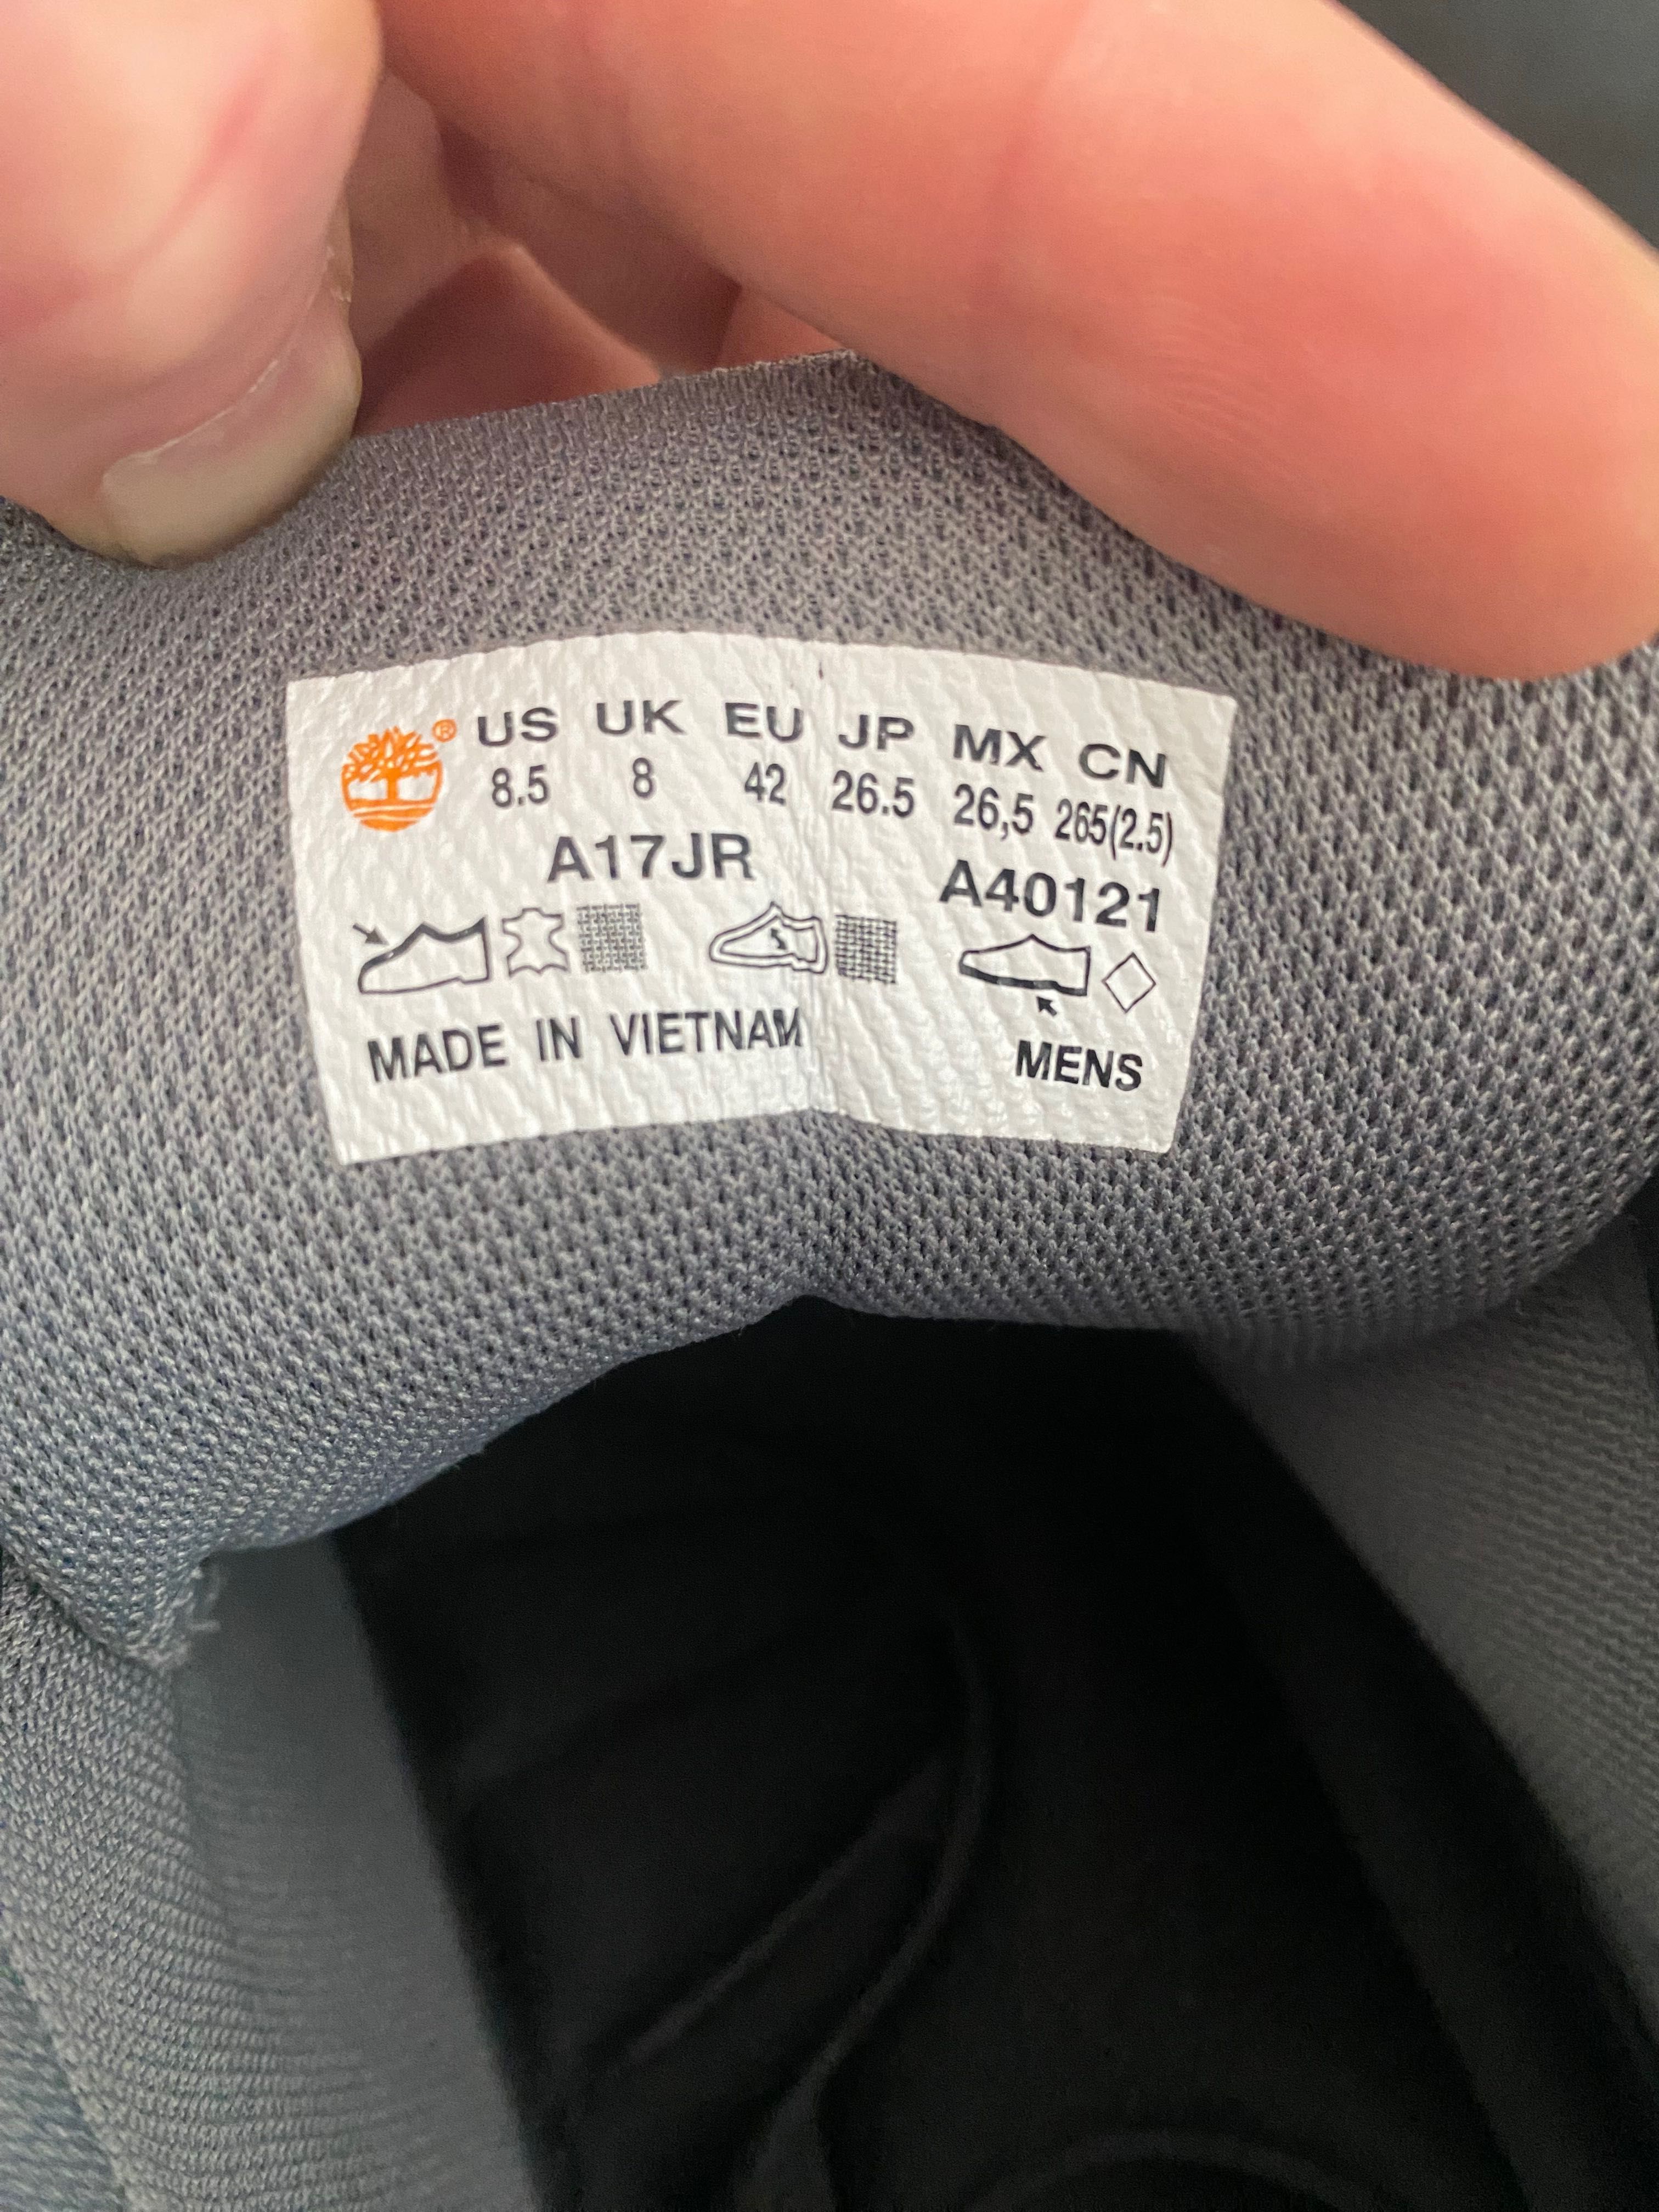 ® US UK EU JP MX CN
8.5 8 42 26.5 26,5 265(2.5)
A17JR A40121
MADE IN VIETNAM MENS